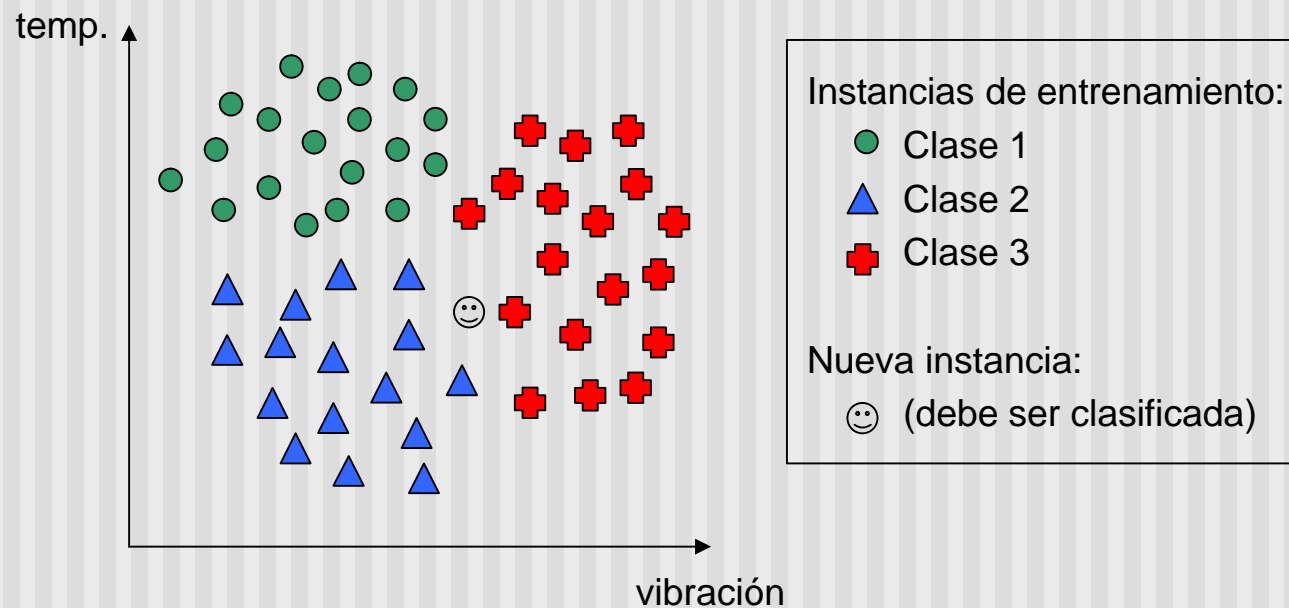 temp.
Instancias de entrenamiento:
Clase 1
Clase 2
Clase 3
Nueva instancia:
(debe ser clasificada)
vibración